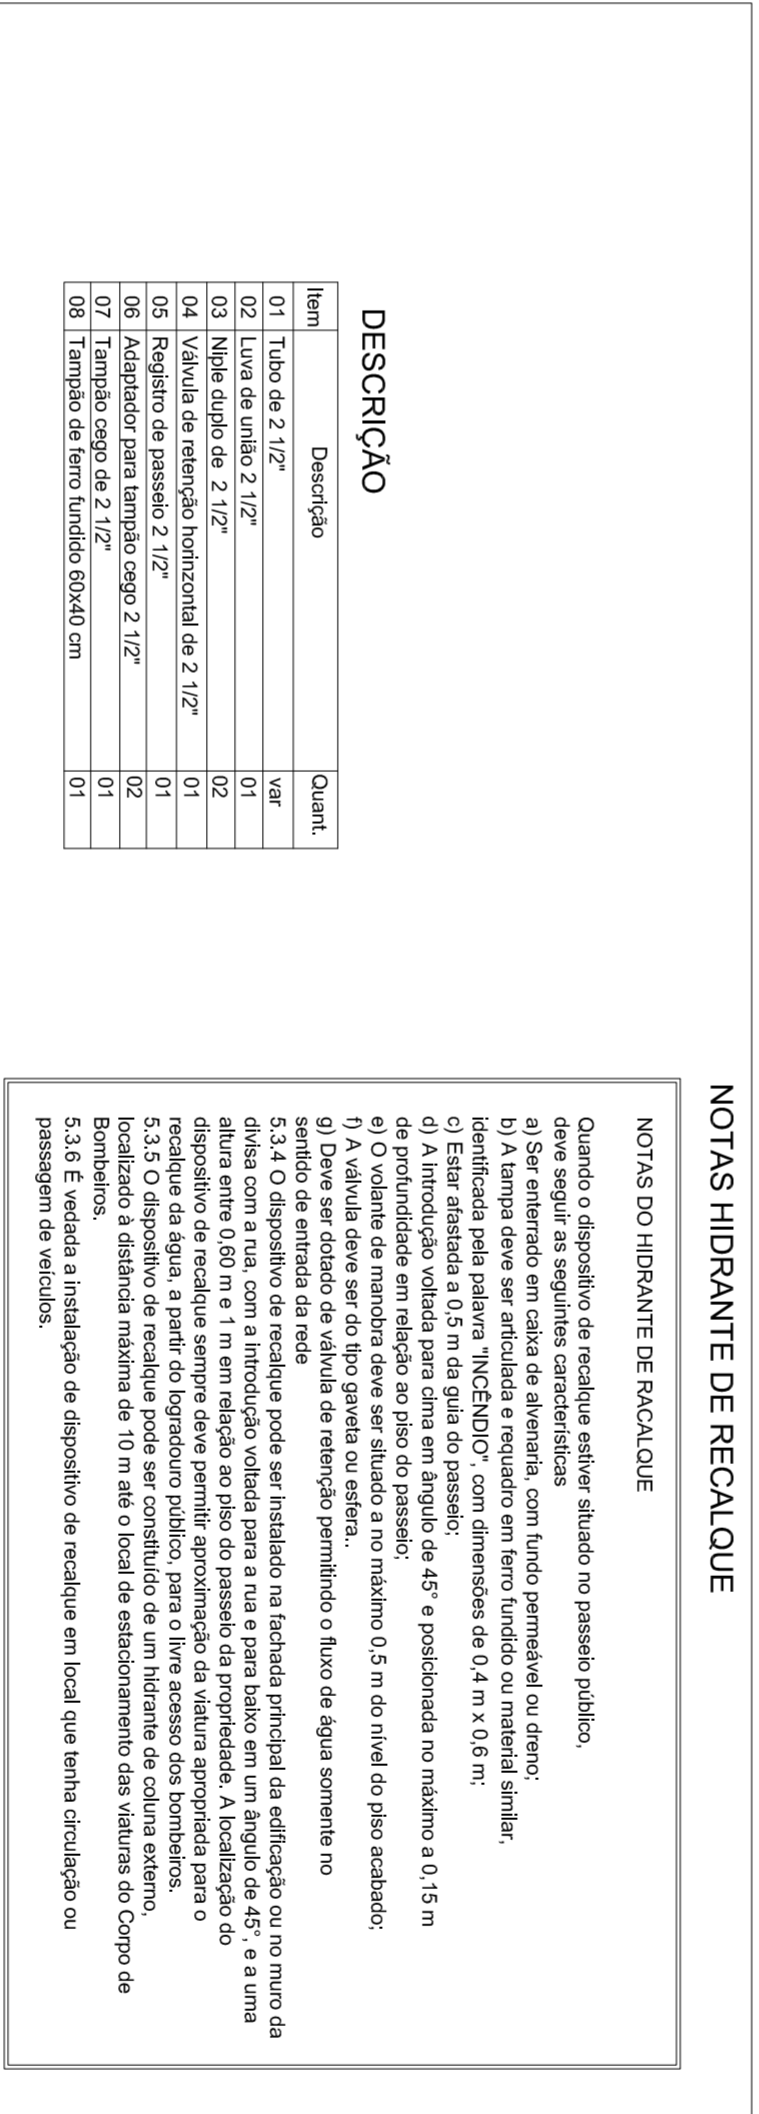 NOTAS HIDRANTE DE RECALQUE
DESCRIÇÃO
Item Descrição Quant.
01 Tubo de 2 1/2" var
02 Luva de união 2 1/2" 01
03 Niple duplo de 2 1/2" 02
04 Válvula de retenção horinzontal de 2 1/2" 01
05 Registro de passeio 2 1/2" 01
06 Adaptador para tampão cego 2 1/2" 02
07 Tampão cego de 2 1/2" 01
08 Tampão de ferro fundido 60x40 cm 01
NOTAS DO HIDRANTE DE RACALQUE
Quando o dispositivo de recalque estiver situado no passeio público,
deve seguir as seguintes características
a) Ser enterrado em caixa de alvenaria, com fundo permeável ou dreno;
b) A tampa deve ser articulada e requadro em ferro fundido ou material similar,
identificada pela palavra "INCÊNDIO", com dimensões de 0,4 m x 0,6 m;
c) Estar afastada a 0,5 m da guia do passeio;
d) A introdução voltada para cima em ângulo de 45° e posicionada no máximo a 0,15 m
de profundidade em relação ao piso do passeio;
e) O volante de manobra deve ser situado a no máximo 0,5 m do nível do piso acabado;
f) A válvula deve ser do tipo gaveta ou esfera..
g) Deve ser dotado de válvula de retenção permitindo o fluxo de água somente no
sentido de entrada da rede
5.3.4 O dispositivo de recalque pode ser instalado na fachada principal da edificação ou no muro da
divisa com a rua, com a introdução voltada para a rua e para baixo em um ângulo de 45°, e a uma
altura entre 0,60 m e 1 m em relação ao piso do passeio da propriedade. A localização do
dispositivo de recalque sempre deve permitir aproximação da viatura apropriada para o
recalque da água, a partir do logradouro público, para o livre acesso dos bombeiros.
5.3.5 O dispositivo de recalque pode ser constituído de um hidrante de coluna externo,
localizado à distância máxima de 10 m até o local de estacionamento das viaturas do Corpo de
Bombeiros.
5.3.6 É vedada a instalação de dispositivo de recalque em local que tenha circulação ou
passagem de veículos.